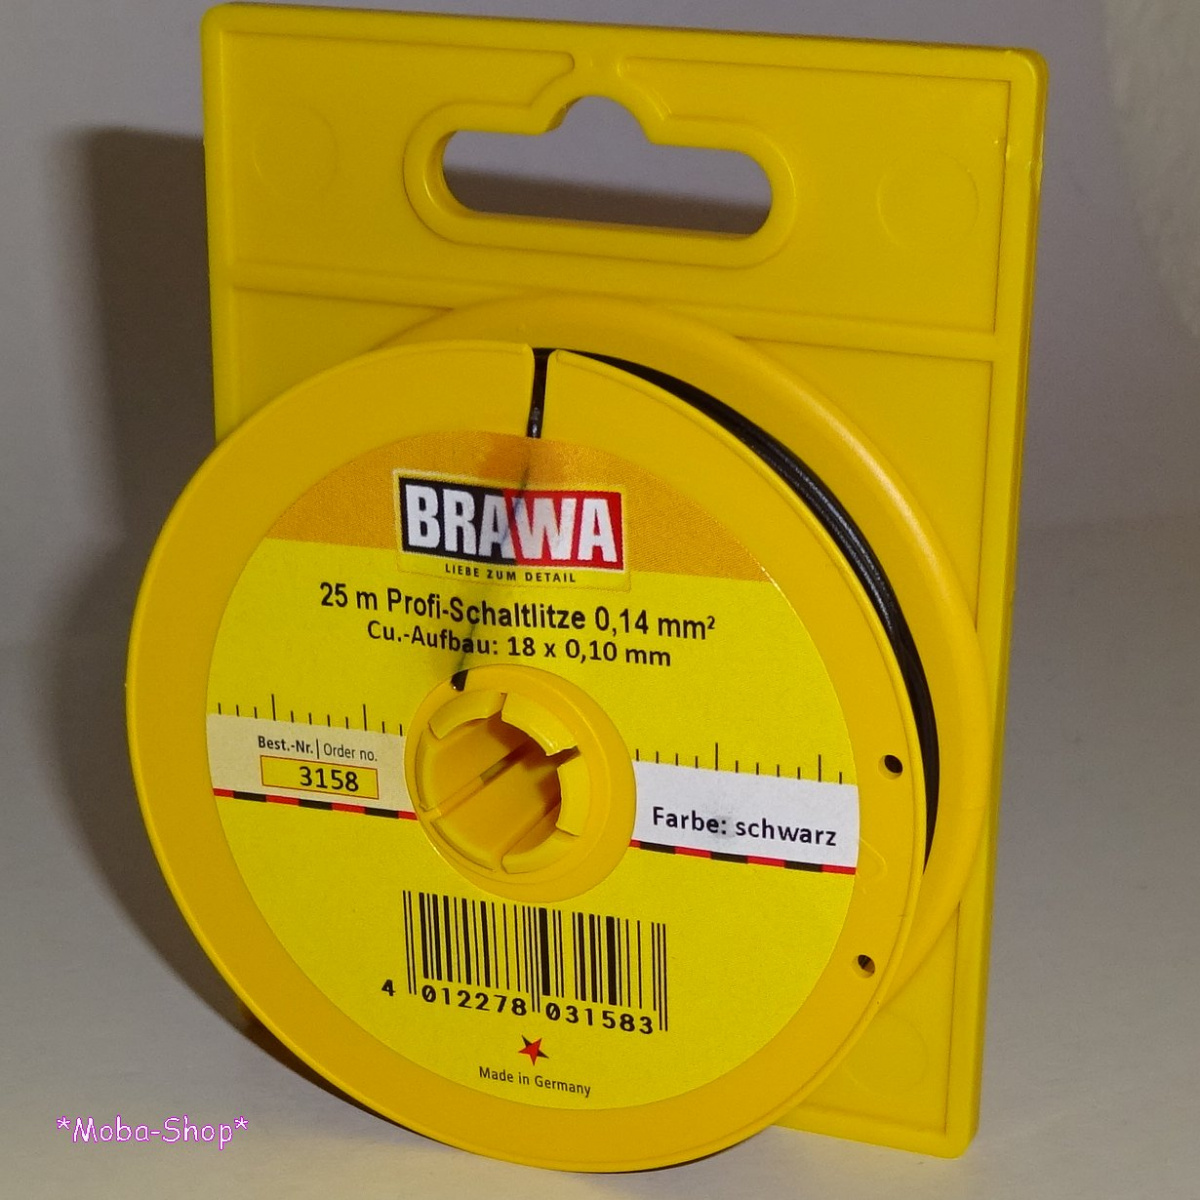 BRAWA
LIEBE ZUM DETAIL
25 m Profi-Schaltlitze 0,14 mm²
Cu.-Aufbau: 18 x 0,10 mm
Best.-Nr.| Order no.
3158
Farbe: schwarz
4 012278 031583
Made in Germany
*Moba-Shop*